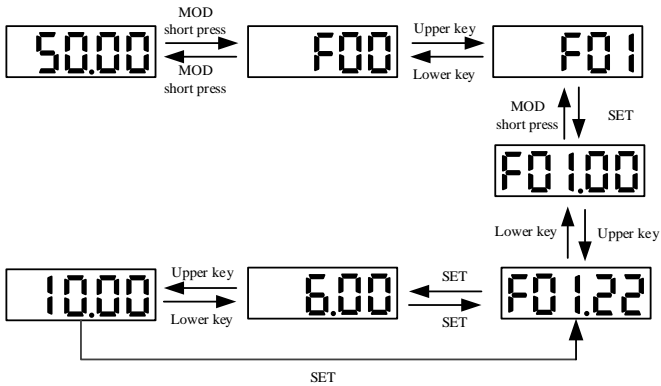 MOD
short press
Upper key
50.00
F00
F01
MOD
short press
Lower key
MOD
short press
SET
F01.00
Lower key
Upper key
Upper key
SET
10.00
6.00
F01.22
Lower key
SET
SET